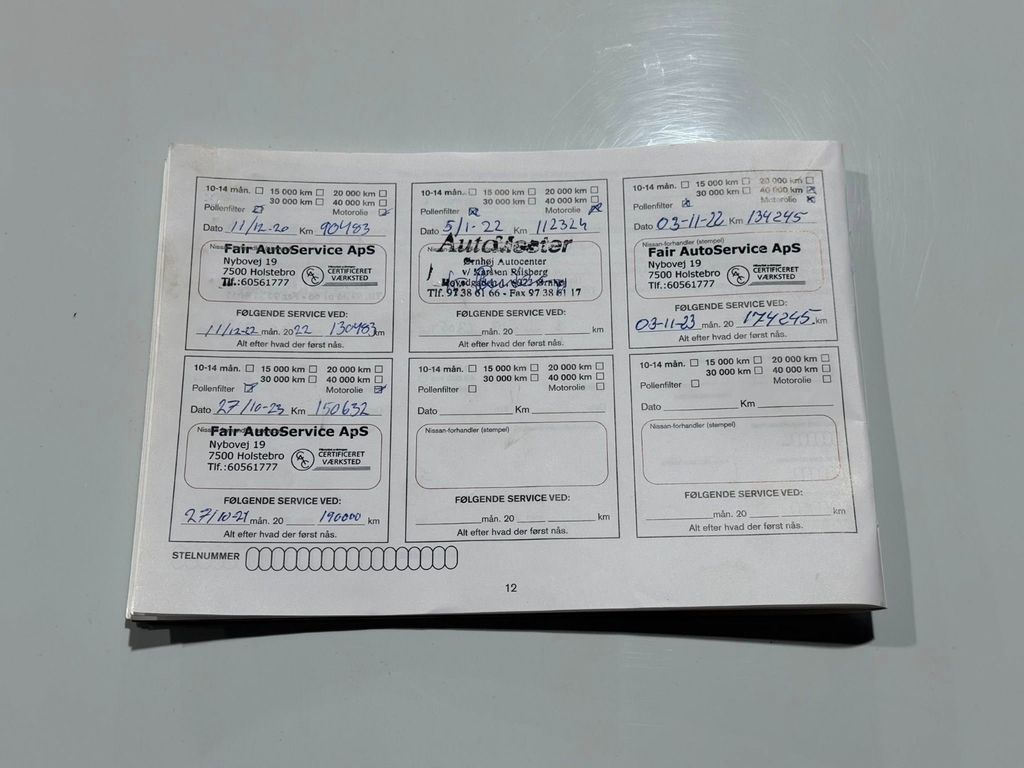 10-14 mån. ☐ 15 000 km ☐ 20 000 km ☐
30 000 km ☐ 40 000 km ☐
Pollenfilter ☒ Motorolie ☒
Dato 11/12-20 Km 90483
Fair AutoService ApS
Nybovej 19
7500 Holstebro
Tlf.:60561777
CERTIFICERET
VÆRKSTED
FØLGENDE SERVICE VED:
11/12-22 mån. 2022 130483 km
Alt efter hvad der først nås.
10-14 mån. ☐ 15 000 km ☐ 20 000 km ☐
30 000 km ☐ 40 000 km ☐
Pollenfilter ☒ Motorolie ☒
Dato 5/1-22 Km 112324
AutoMester
Ørnhøj Autocenter
v/ Karsten Riisberg
Tlf. 97 38 61 66 - Fax 97 38 61 17
FØLGENDE SERVICE VED:
mån. 20 km
Alt efter hvad der først nås.
10-14 mån. ☐ 15 000 km ☐ 20 000 km ☐
30 000 km ☐ 40 000 km ☒
Pollenfilter ☒ Motorolie ☒
Dato 03-11-22 Km 134245
Nissan-forhandler (stempel)
Fair AutoService ApS
Nybovej 19
7500 Holstebro
Tlf.:60561777
CERTIFICERET
VÆRKSTED
FØLGENDE SERVICE VED:
03-11-23 mån. 20 174245 km
Alt efter hvad der først nås.
10-14 mån. ☐ 15 000 km ☐ 20 000 km ☐
30 000 km ☐ 40 000 km ☐
Pollenfilter ☒ Motorolie ☒
Dato 27/10-23 Km 150632
Fair AutoService ApS
Nybovej 19
7500 Holstebro
Tlf.:60561777
CERTIFICERET
VÆRKSTED
FØLGENDE SERVICE VED:
27/10-24 mån. 20 190000 km
Alt efter hvad der først nås.
10-14 mån. ☐ 15 000 km ☐ 20 000 km ☐
30 000 km ☐ 40 000 km ☐
Pollenfilter ☐ Motorolie ☐
Dato Km
Nissan-forhandler (stempel)
FØLGENDE SERVICE VED:
mån. 20 km
Alt efter hvad der først nås.
10-14 mån. ☐ 15 000 km ☐ 20 000 km ☐
30 000 km ☐ 40 000 km ☐
Pollenfilter ☐ Motorolie ☐
Dato Km
Nissan-forhandler (stempel)
FØLGENDE SERVICE VED:
mån. 20 km
Alt efter hvad der først nås.
STELNUMMER
12